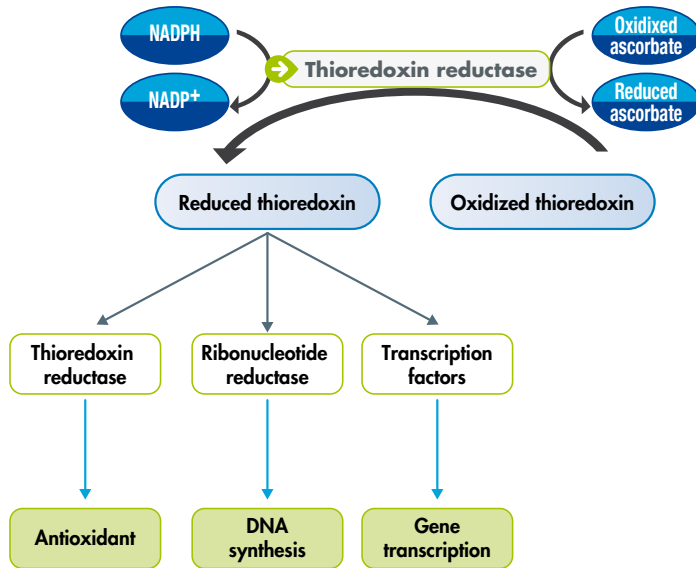 NADPH
Oxidixed
ascorbate
Thioredoxin reductase
NADP+
Reduced
ascorbate
Reduced thioredoxin
Oxidized thioredoxin
Thioredoxin
reductase
Ribonucleotide
reductase
Transcription
factors
Antioxidant
DNA
synthesis
Gene
transcription